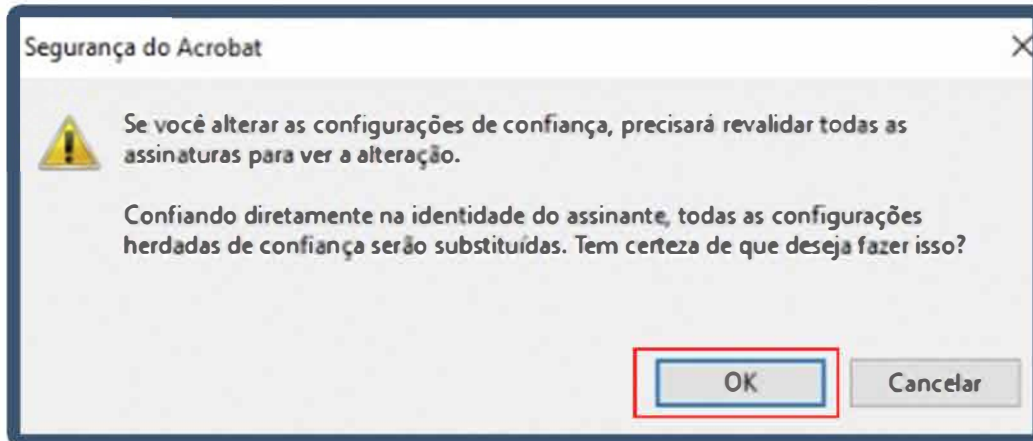 Segurança do Acrobat
Se você alterar as configurações de confiança, precisará revalidar todas as
assinaturas para ver a alteração.
Confiando diretamente na identidade do assinante, todas as configurações
herdadas de confiança serão substituídas. Tem certeza de que deseja fazer isso?
OK
Cancelar